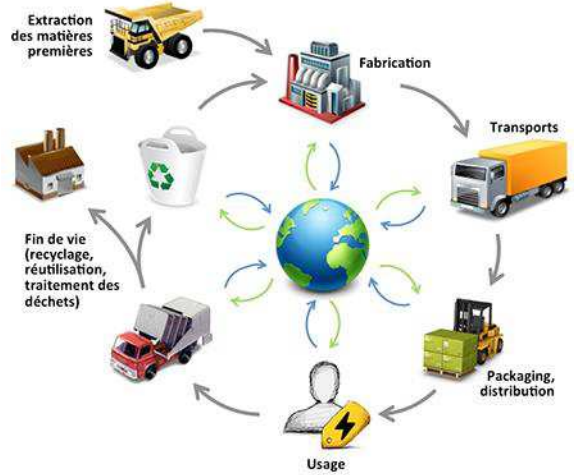 Extraction
des matières
premières
Fabrication
Transports
Fin de vie
(recyclage,
réutilisation,
traitement des
déchets)
Packaging,
distribution
Usage